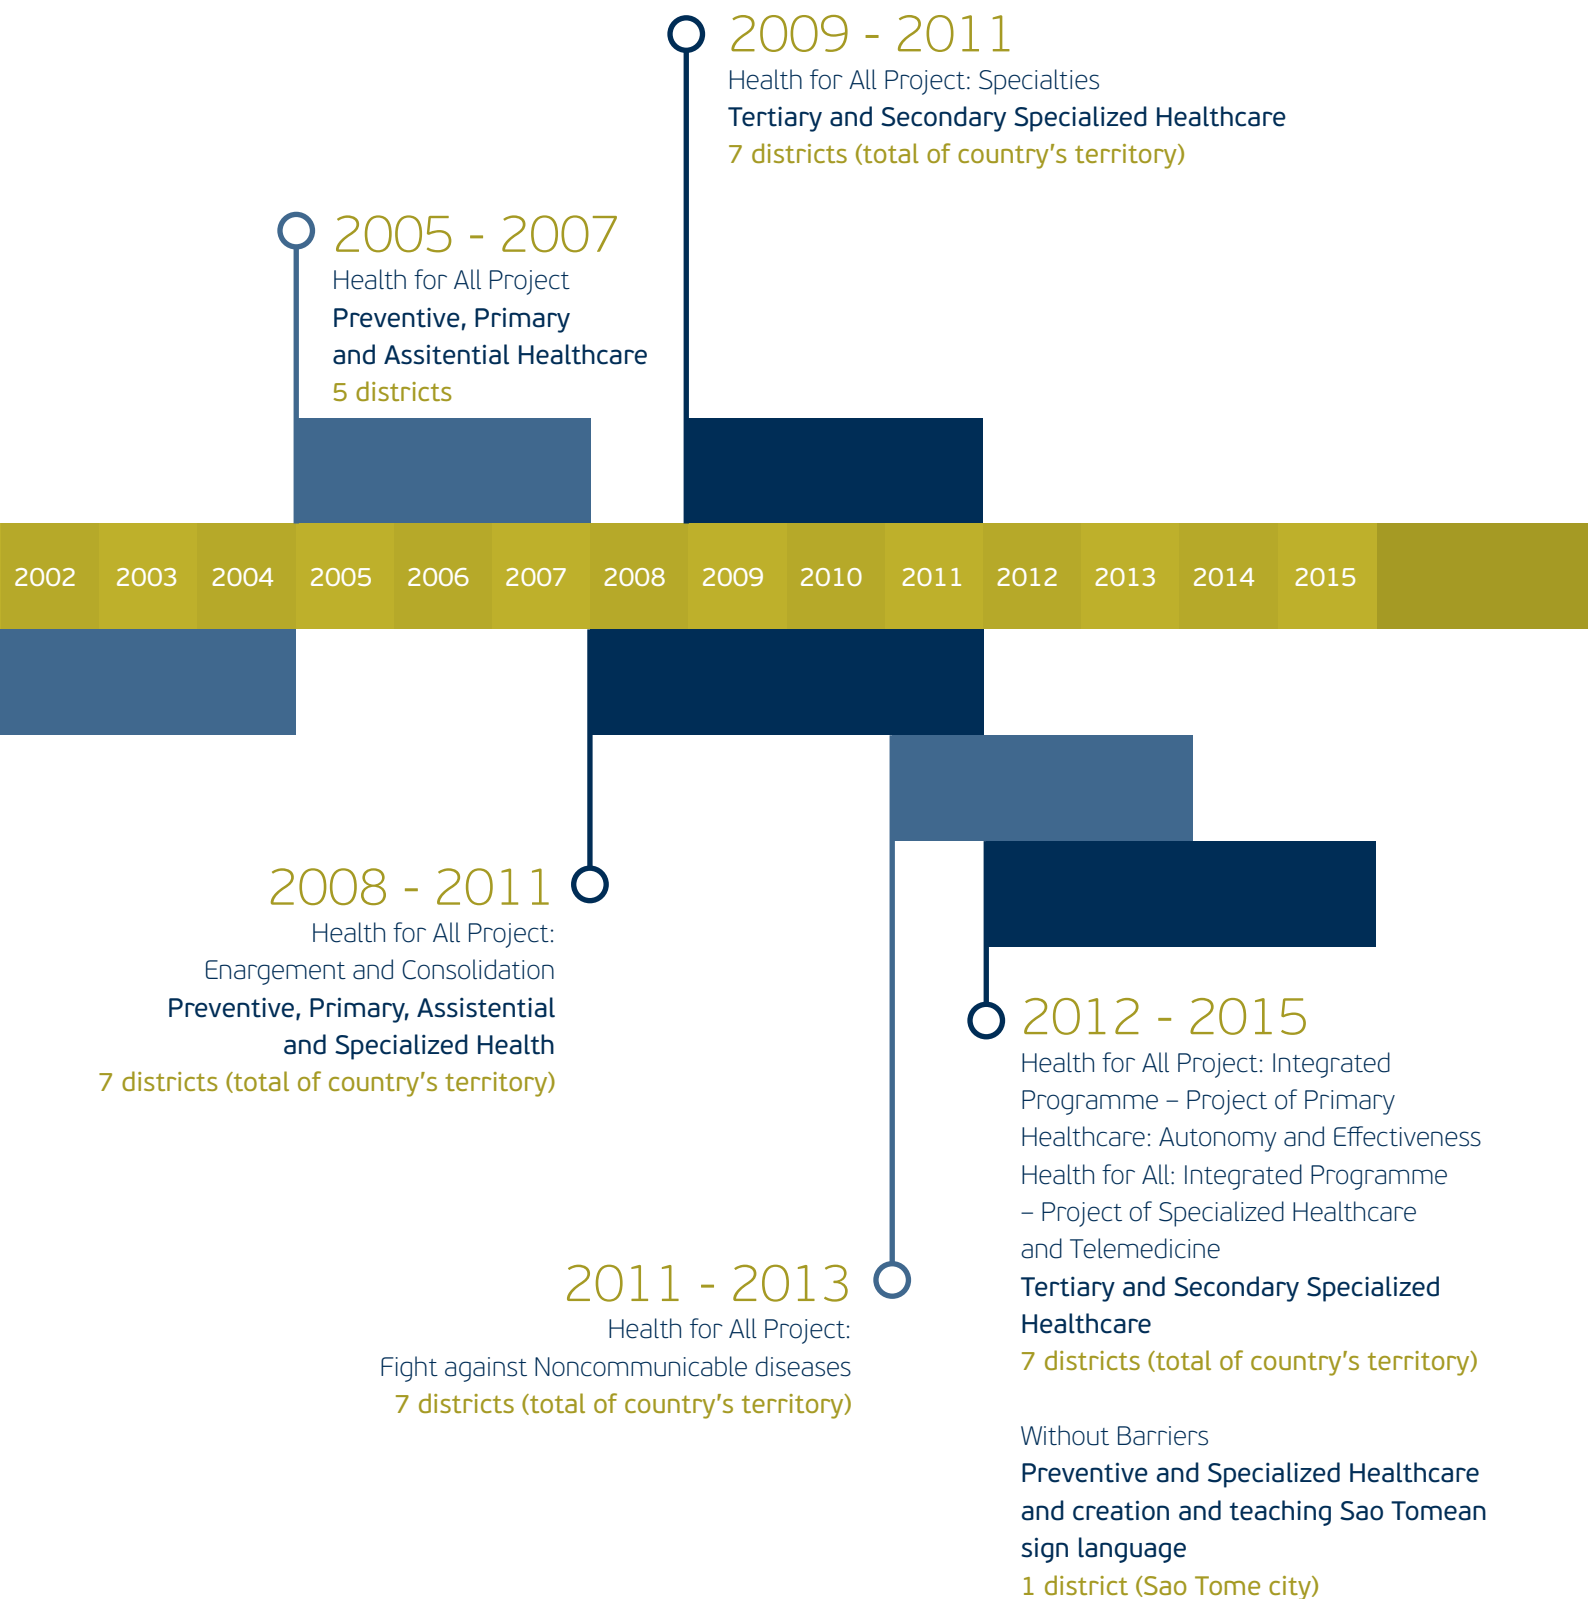 2009 - 2011
Health for All Project: Specialties
Tertiary and Secondary Specialized Healthcare
7 districts (total of country's territory)
2005 - 2007
Health for All Project
Preventive, Primary
and Assitential Healthcare
5 districts
2002 2003 2004 2005 2006 2007 2008 2009 2010 2011 2012 2013 2014 2015
2008 - 2011
Health for All Project:
Enargement and Consolidation
Preventive, Primary, Assistential
and Specialized Health
7 districts (total of country's territory)
2011 - 2013
Health for All Project:
Fight against Noncommunicable diseases
7 districts (total of country's territory)
2012 - 2015
Health for All Project: Integrated
Programme – Project of Primary
Healthcare: Autonomy and Effectiveness
Health for All: Integrated Programme
– Project of Specialized Healthcare
and Telemedicine
Tertiary and Secondary Specialized
Healthcare
7 districts (total of country's territory)
Without Barriers
Preventive and Specialized Healthcare
and creation and teaching Sao Tomean
sign language
1 district (Sao Tome city)